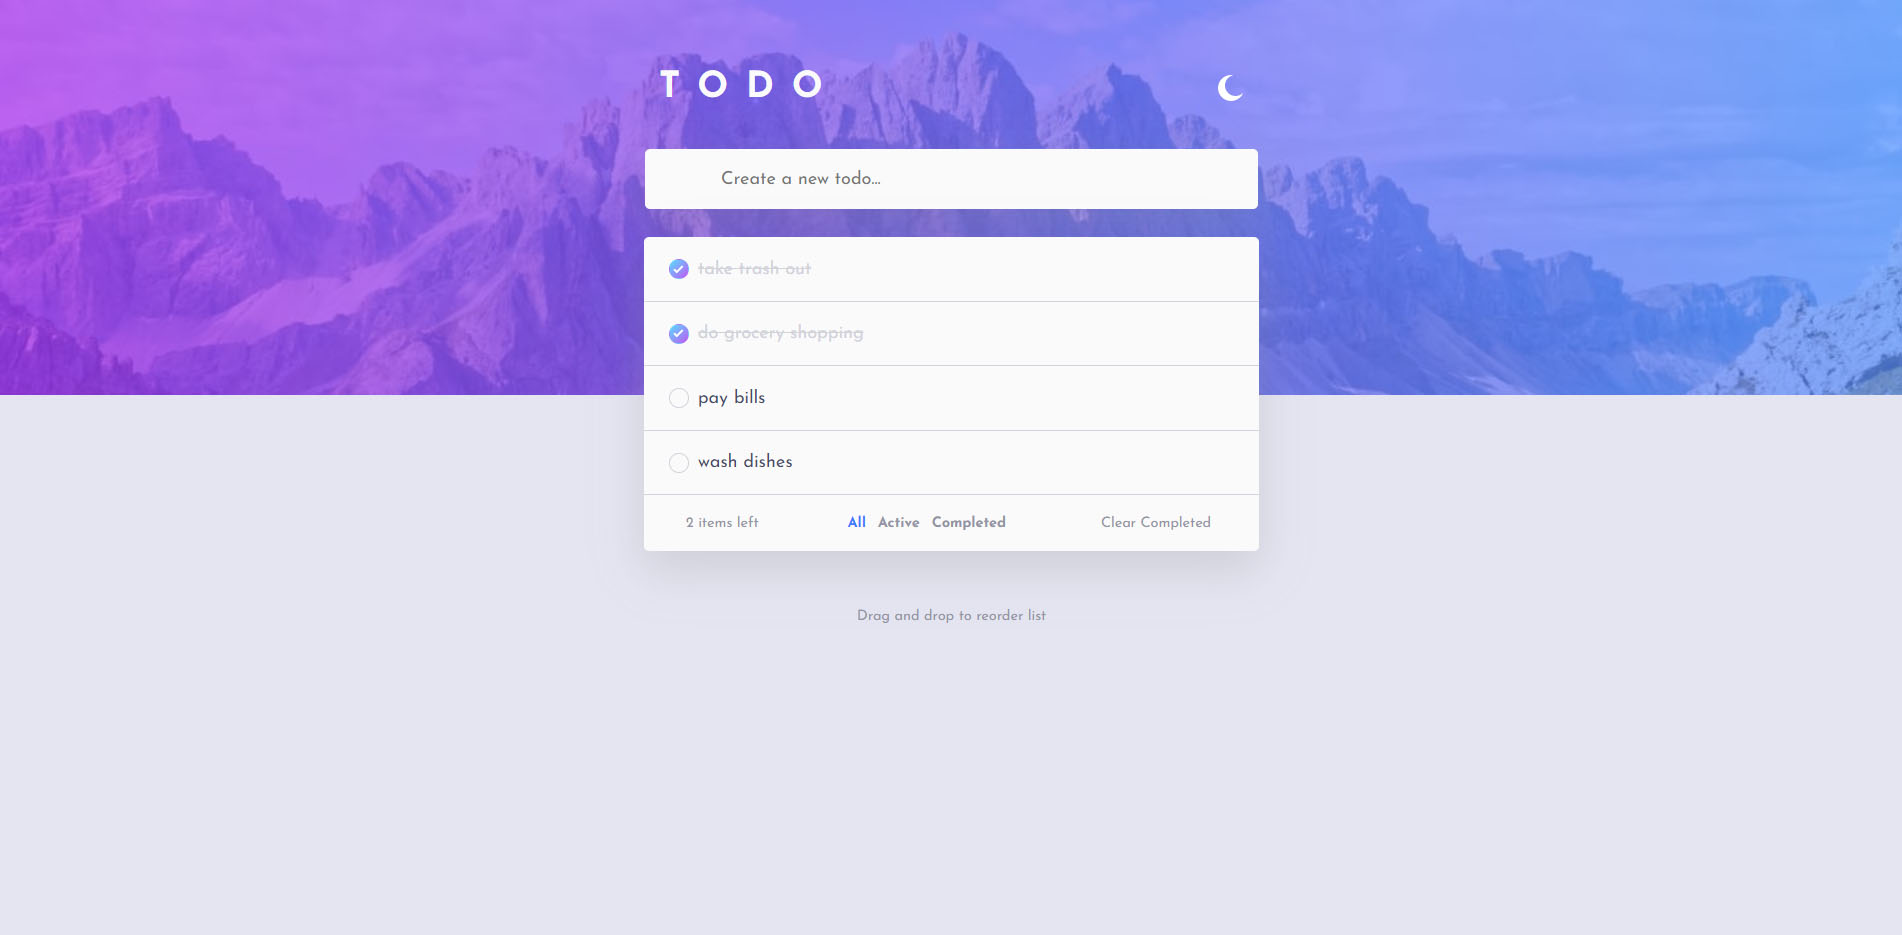 TODO
Create a new todo...
take trash out
do grocery shopping
pay bills
wash dishes
2 items left All Active Completed Clear Completed
Drag and drop to reorder list